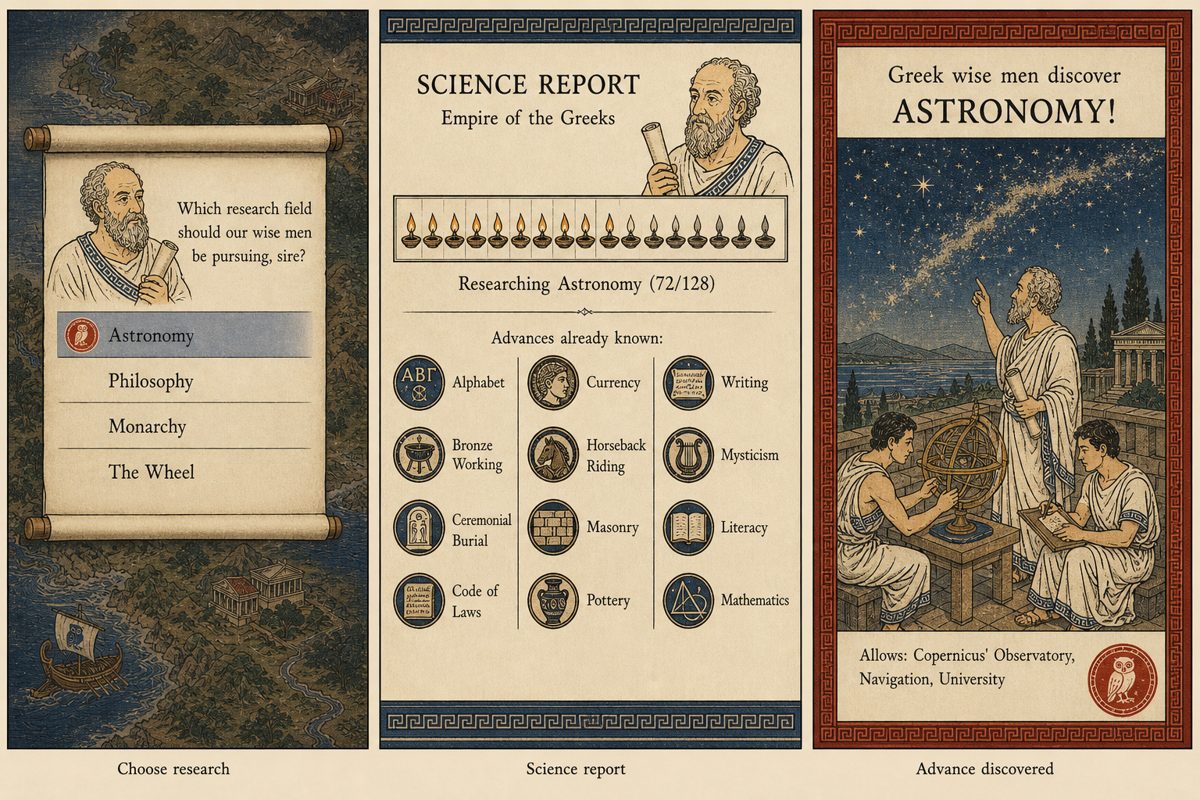 Which research field
should our wise men
be pursuing, sire?
Astronomy
Philosophy
Monarchy
The Wheel
Choose research
SCIENCE REPORT
Empire of the Greeks
Researching Astronomy (72/128)
Advances already known:
ΑΒΓ
Alphabet
Bronze
Working
Ceremonial
Burial
Code of
Laws
Currency
Horseback
Riding
Masonry
Pottery
Writing
Mysticism
Literacy
Mathematics
Science report
Greek wise men discover
ASTRONOMY!
Allows: Copernicus' Observatory,
Navigation, University
Advance discovered